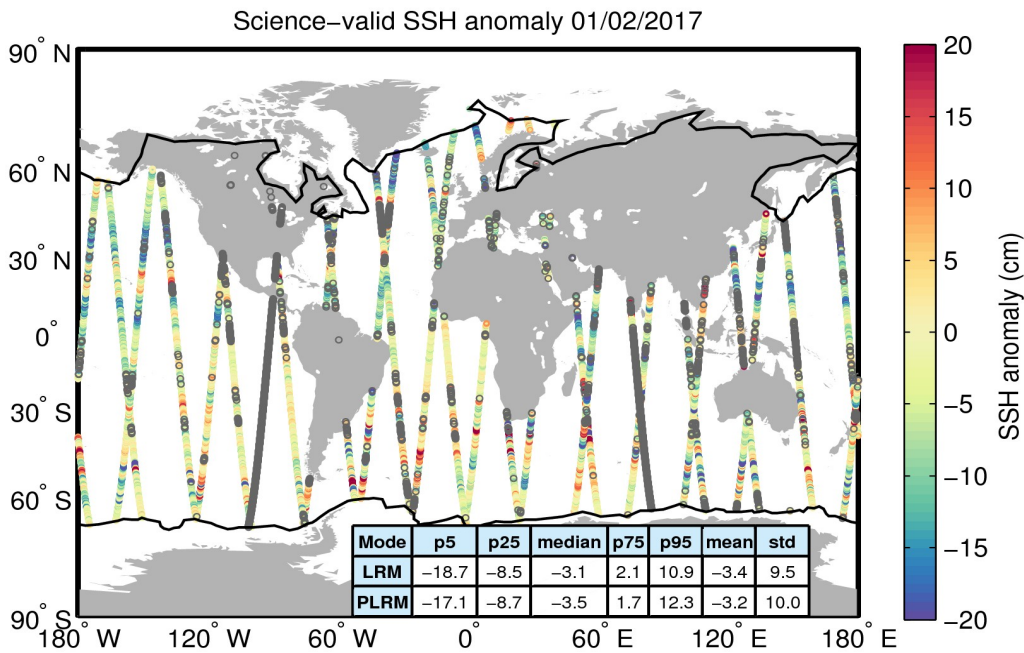 Science−valid SSH anomaly 01/02/2017
90° N
60° N
30° N
0°
30° S
60° S
90° S
180° W
120° W
60° W
0°
60° E
120° E
180° E
Mode p5 p25 median p75 p95 mean std
LRM −18.7 −8.5 −3.1 2.1 10.9 −3.4 9.5
PLRM −17.1 −8.7 −3.5 1.7 12.3 −3.2 10.0
20
15
10
5
0
−5
−10
−15
−20
SSH anomaly (cm)